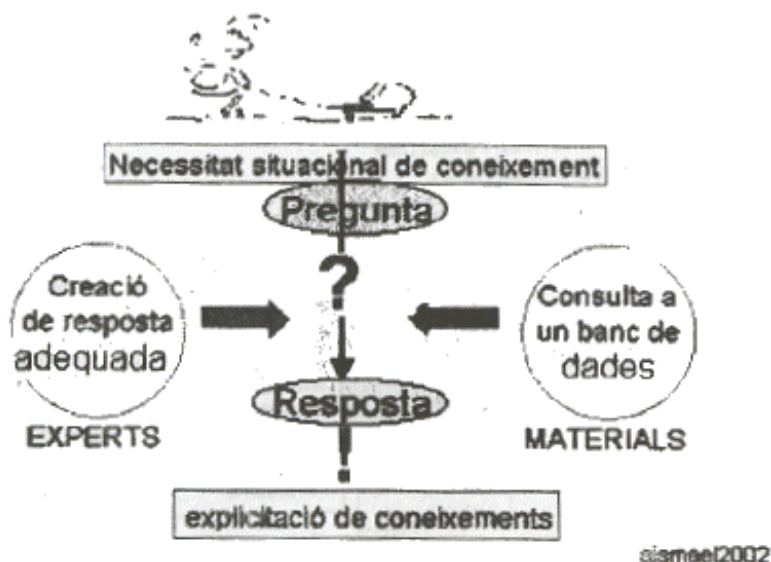 Necessitat situacional de coneixement
Pregunta
?
Creació
de resposta
adequada
EXPERTS
Consulta a
un banc de
dades
MATERIALS
Resposta
explicitació de coneixements